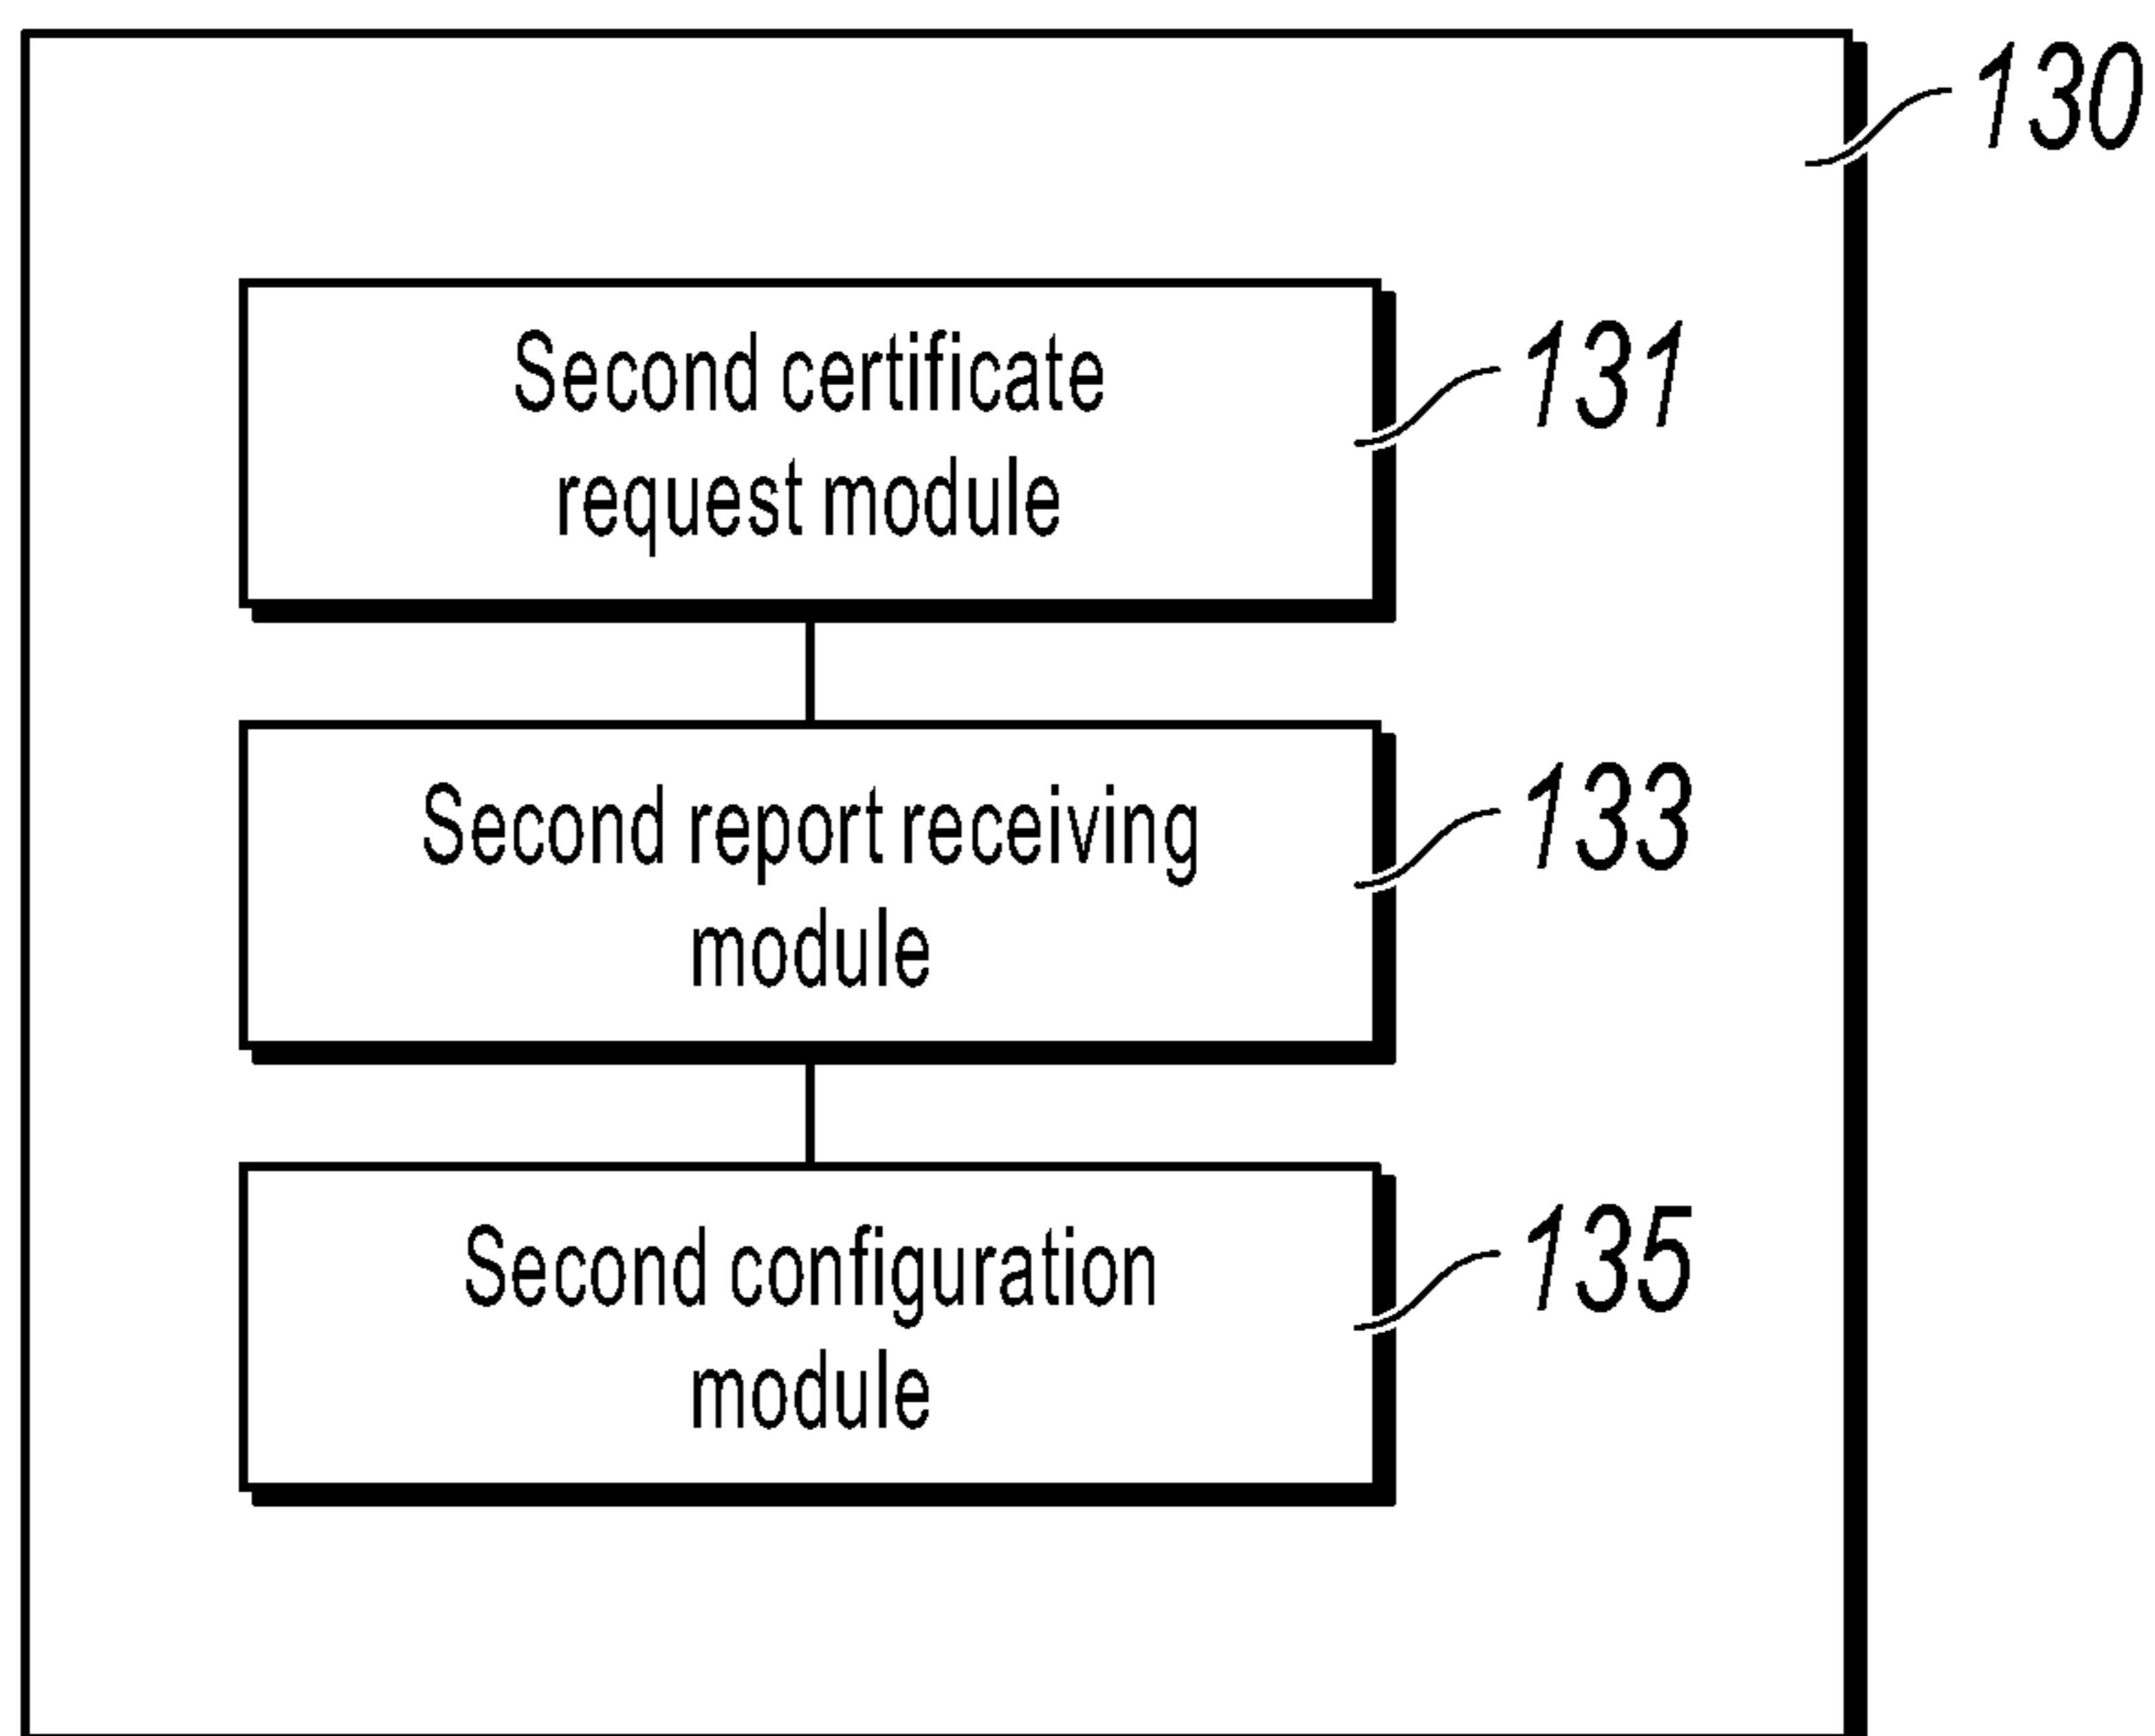 130
Second certificate
request module
131
Second report receiving
module
133
Second configuration
module
135